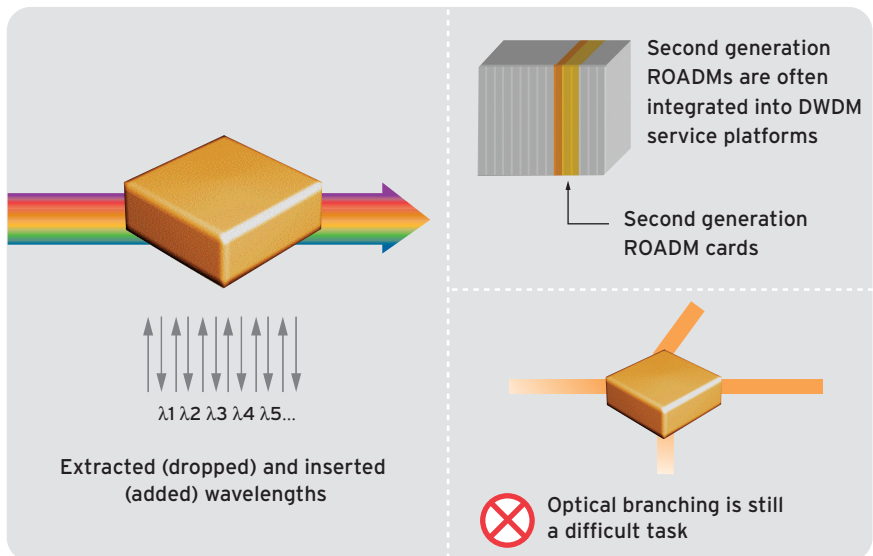 λ1 λ2 λ3 λ4 λ5...
Extracted (dropped) and inserted
(added) wavelengths
Second generation
ROADMs are often
integrated into DWDM
service platforms
Second generation
ROADM cards
Optical branching is still
a difficult task